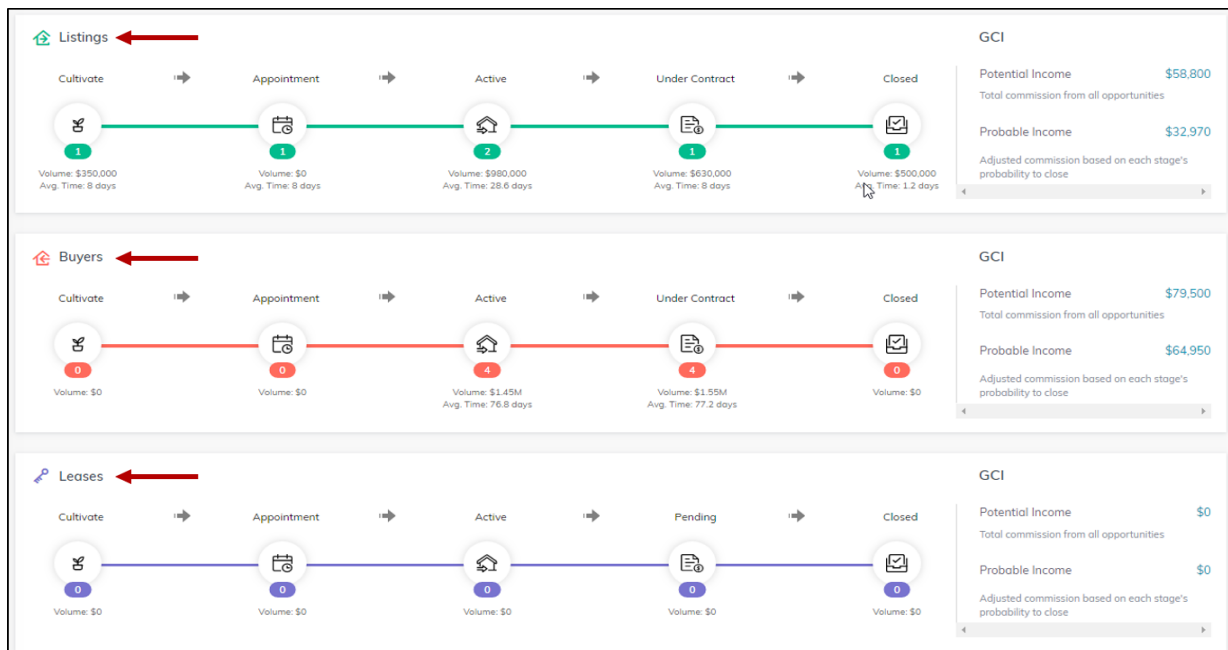 Listings
GCI
Cultivate Appointment Active Under Contract Closed
Potential Income $58,800
Total commission from all opportunities
1 1 2 1 1
Probable Income $32,970
Volume: $350,000 Volume: $0 Volume: $980,000 Volume: $630,000 Volume: $500,000
Avg. Time: 8 days Avg. Time: 8 days Avg. Time: 28.6 days Avg. Time: 8 days Avg. Time: 1.2 days
Adjusted commission based on each stage's
probability to close
Buyers
GCI
Cultivate Appointment Active Under Contract Closed
Potential Income $79,500
Total commission from all opportunities
0 0 4 4 0
Probable Income $64,950
Volume: $0 Volume: $0 Volume: $1.45M Volume: $1.55M Volume: $0
Avg. Time: 76.8 days Avg. Time: 77.2 days
Adjusted commission based on each stage's
probability to close
Leases
GCI
Cultivate Appointment Active Pending Closed
Potential Income $0
Total commission from all opportunities
0 0 0 0 0
Probable Income $0
Volume: $0 Volume: $0 Volume: $0 Volume: $0 Volume: $0
Adjusted commission based on each stage's
probability to close